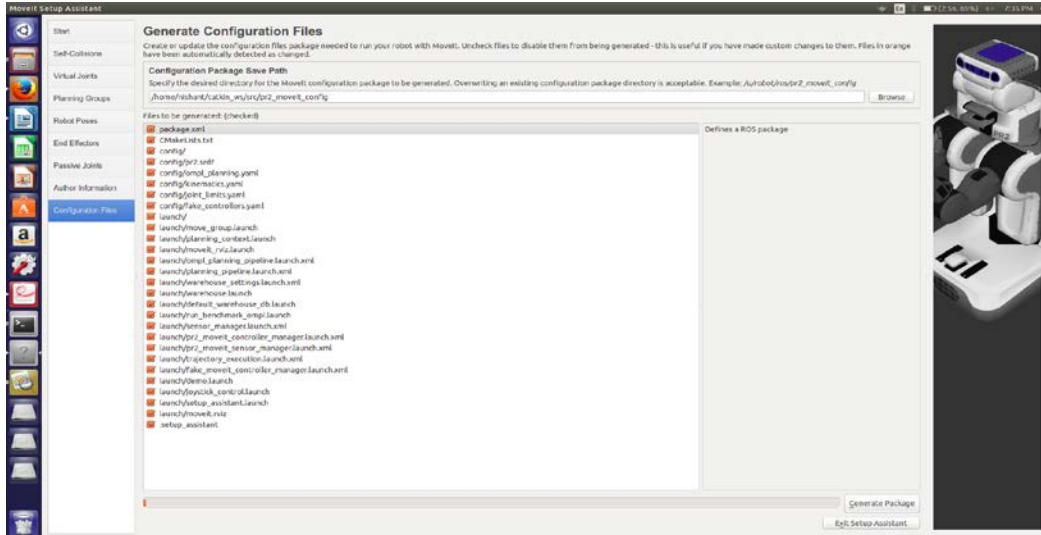 MoveIt Setup Assistant
En
(2:56, 65%)
7:35 PM
Start
Self-Collisions
Virtual Joints
Planning Groups
Robot Poses
End Effectors
Passive Joints
Author Information
Configuration Files
Generate Configuration Files
Create or update the configuration files package needed to run your robot with MoveIt. Uncheck files to disable them from being generated - this is useful if you have made custom changes to them. Files in orange
have been automatically detected as changed.
Configuration Package Save Path
Specify the desired directory for the MoveIt configuration package to be generated. Overwriting an existing configuration package directory is acceptable. Example: /u/robot/ros/pr2_moveit_config
/home/nishant/catkin_ws/src/pr2_moveit_config
Browse
Files to be generated: (checked)
package.xml
CMakeLists.txt
config/
config/pr2.srdf
config/ompl_planning.yaml
config/kinematics.yaml
config/joint_limits.yaml
config/fake_controllers.yaml
launch/
launch/move_group.launch
launch/planning_context.launch
launch/moveit_rviz.launch
launch/ompl_planning_pipeline.launch.xml
launch/planning_pipeline.launch.xml
launch/warehouse_settings.launch.xml
launch/warehouse.launch
launch/default_warehouse_db.launch
launch/run_benchmark_ompl.launch
launch/sensor_manager.launch.xml
launch/pr2_moveit_controller_manager.launch.xml
launch/pr2_moveit_sensor_manager.launch.xml
launch/trajectory_execution.launch.xml
launch/fake_moveit_controller_manager.launch.xml
launch/demo.launch
launch/joystick_control.launch
launch/setup_assistant.launch
launch/moveit.rviz
.setup_assistant
Defines a ROS package
PR2
Generate Package
Exit Setup Assistant